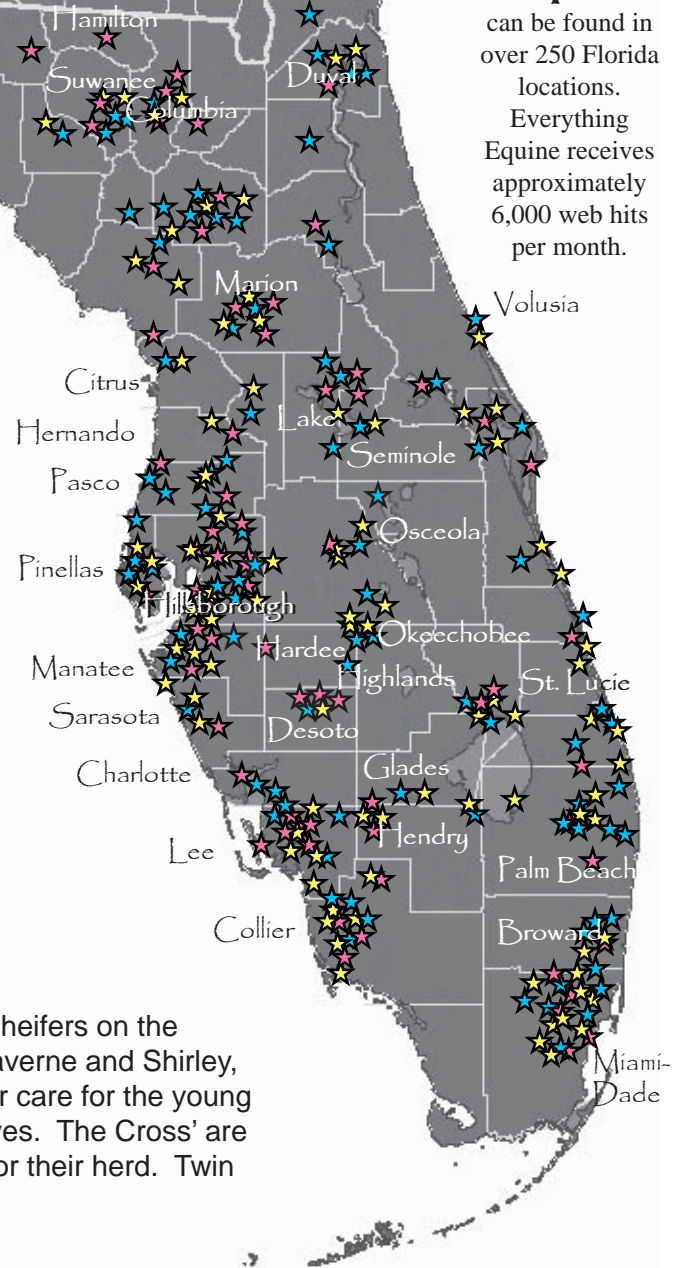 can be found in
over 250 Florida
locations.
Everything
Equine receives
approximately
6,000 web hits
per month.
Hamilton
Suwanee
Duval
Columbia
Marion
Volusia
Citrus
Lake
Hernando
Seminole
Pasco
Osceola
Pinellas
Hillsborough
Okeechobee
Hardee
Manatee
Highlands
St. Lucie
Sarasota
Desoto
Charlotte
Glades
Hendry
Lee
Palm Beach
Collier
Broward
Miami-
Dade
heifers on the
averne and Shirley,
r care for the young
ves. The Cross' are
or their herd. Twin